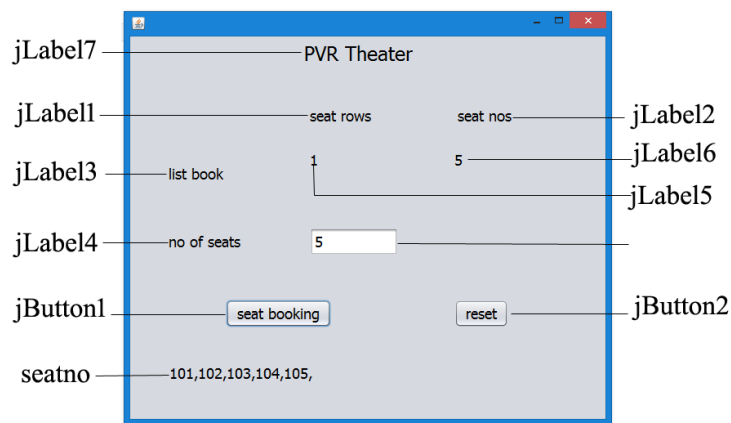 jLabel7 PVR Theater
jLabel1 seat rows seat nos jLabel2
1 5 jLabel6
jLabel3 list book
jLabel5
jLabel4 no of seats 5
jButton1 seat booking reset jButton2
seatno 101,102,103,104,105,